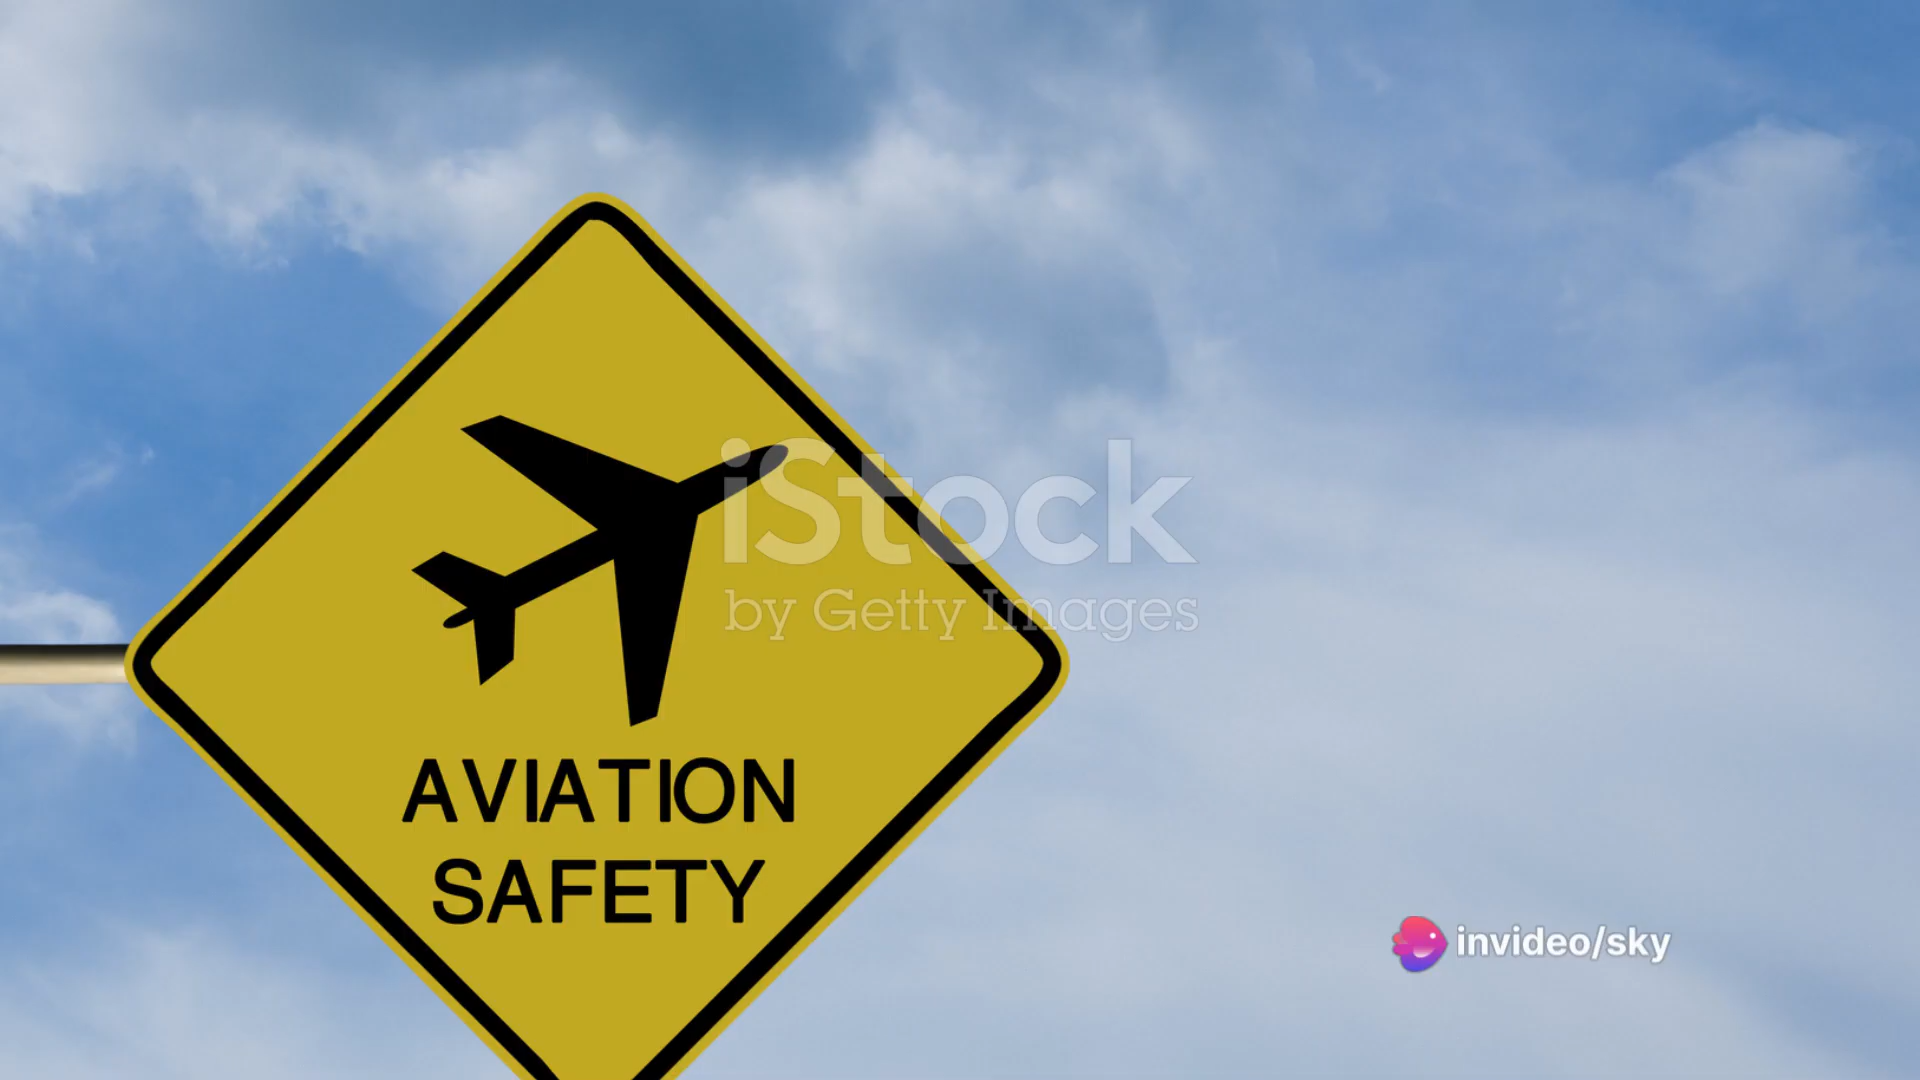 iStock
by Getty Images
AVIATION
SAFETY
invideo/sky